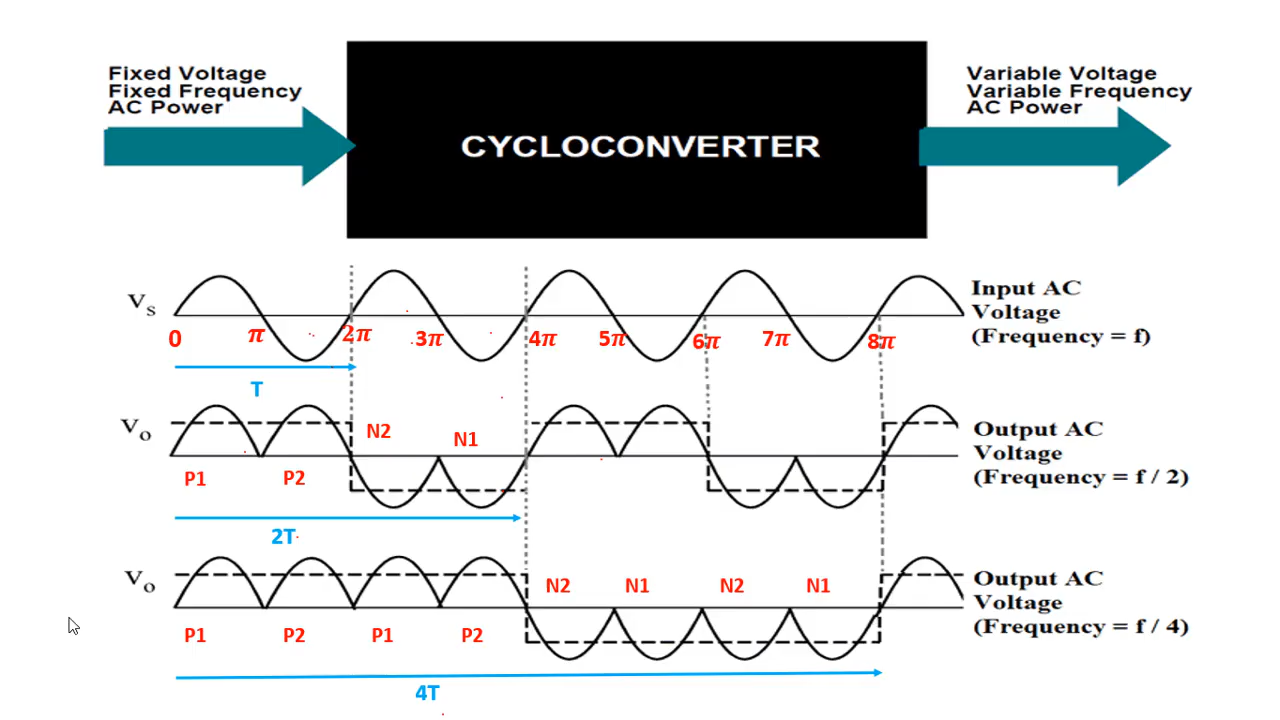 Fixed Voltage
Fixed Frequency
AC Power
CYCLOCONVERTER
Variable Voltage
Variable Frequency
AC Power
Vs
0
π
2π
3π
4π
5π
6π
7π
8π
Input AC
Voltage
(Frequency = f)
T
Vo
N2
N1
P1
P2
Output AC
Voltage
(Frequency = f / 2)
2T
Vo
N2
N1
N2
N1
P1
P2
P1
P2
Output AC
Voltage
(Frequency = f / 4)
4T